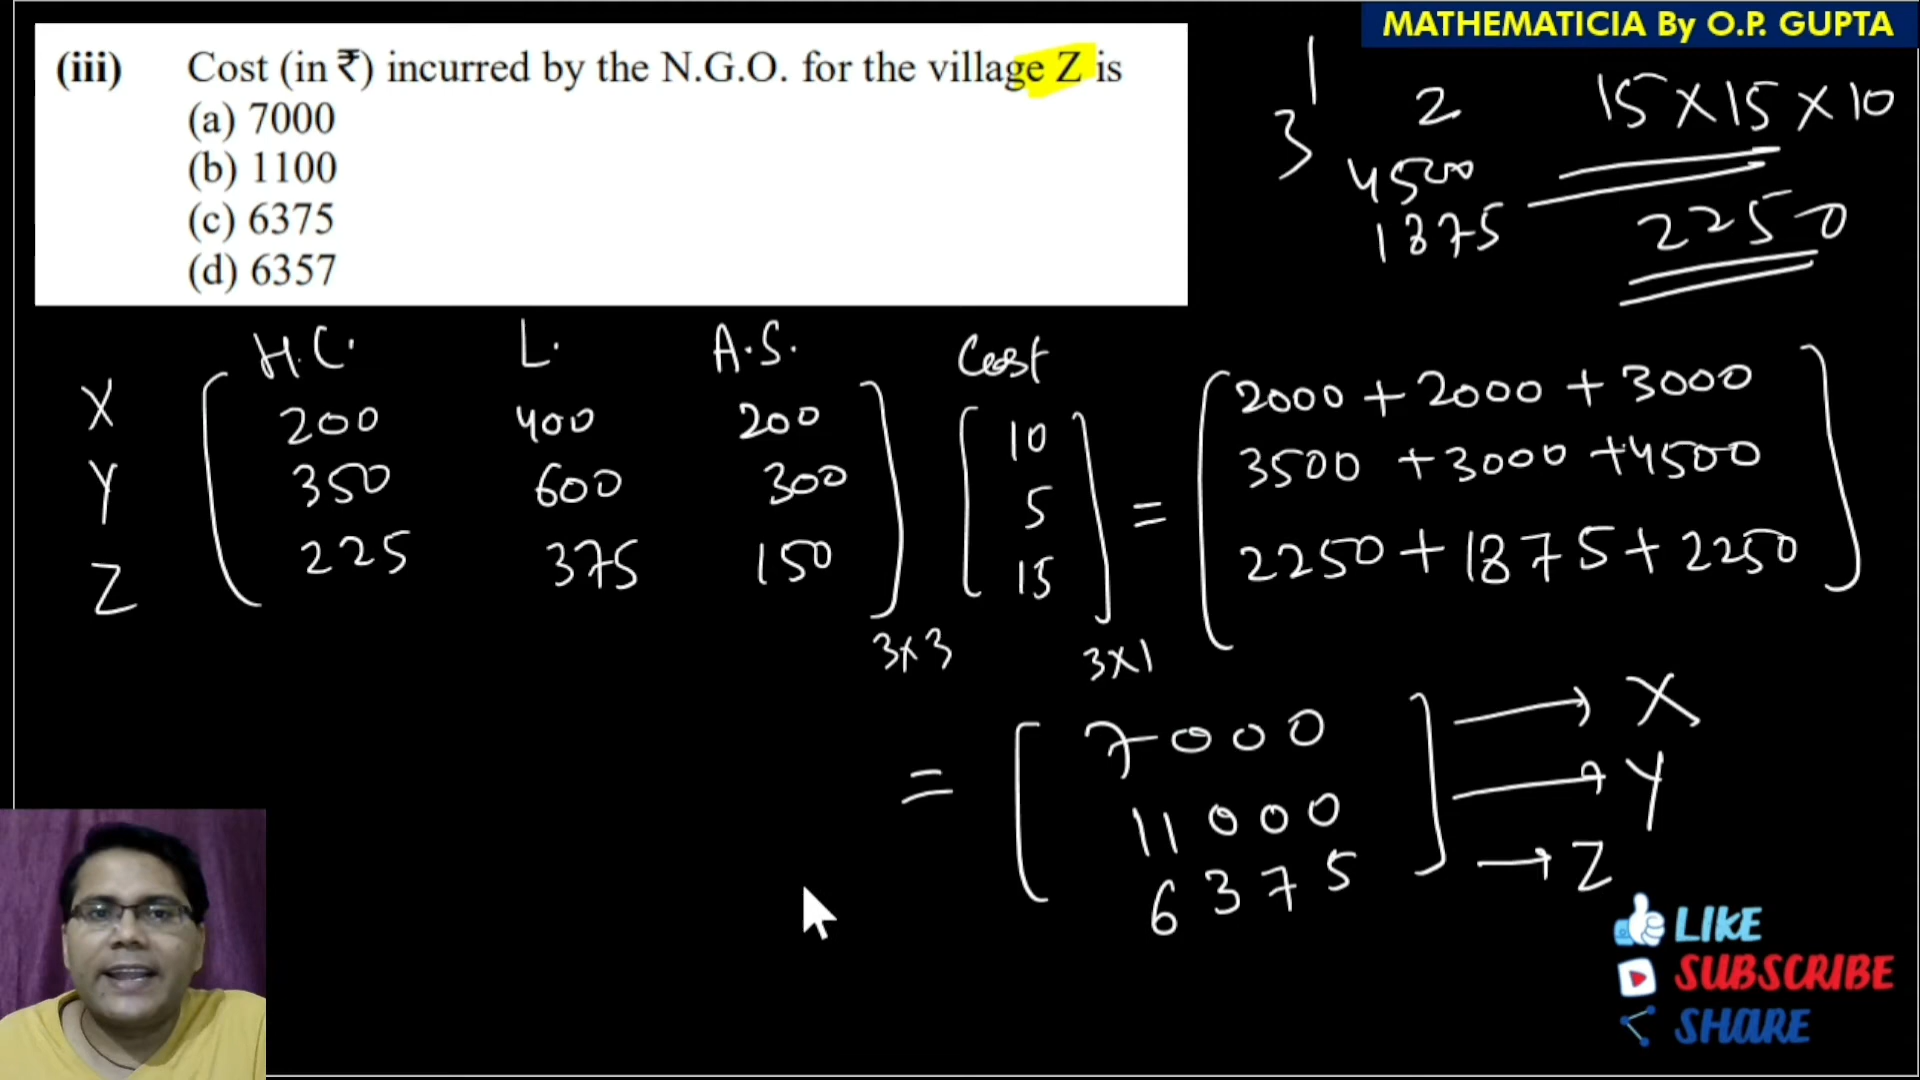 MATHEMATICIA By O.P. GUPTA
(iii) Cost (in ₹) incurred by the N.G.O. for the village Z is
(a) 7000
(b) 1100
(c) 6375
(d) 6357
1
3
2
4500
1875
15 × 15 × 10
2250
H.C. L. A.S. Cost
X 200 400 200 10 2000 + 2000 + 3000
Y 350 600 300 5 = 3500 + 3000 + 4500
Z 225 375 150 15 2250 + 1875 + 2250
3×3 3×1
7000 → X
= 11000 → Y
6375 → Z
LIKE
SUBSCRIBE
SHARE